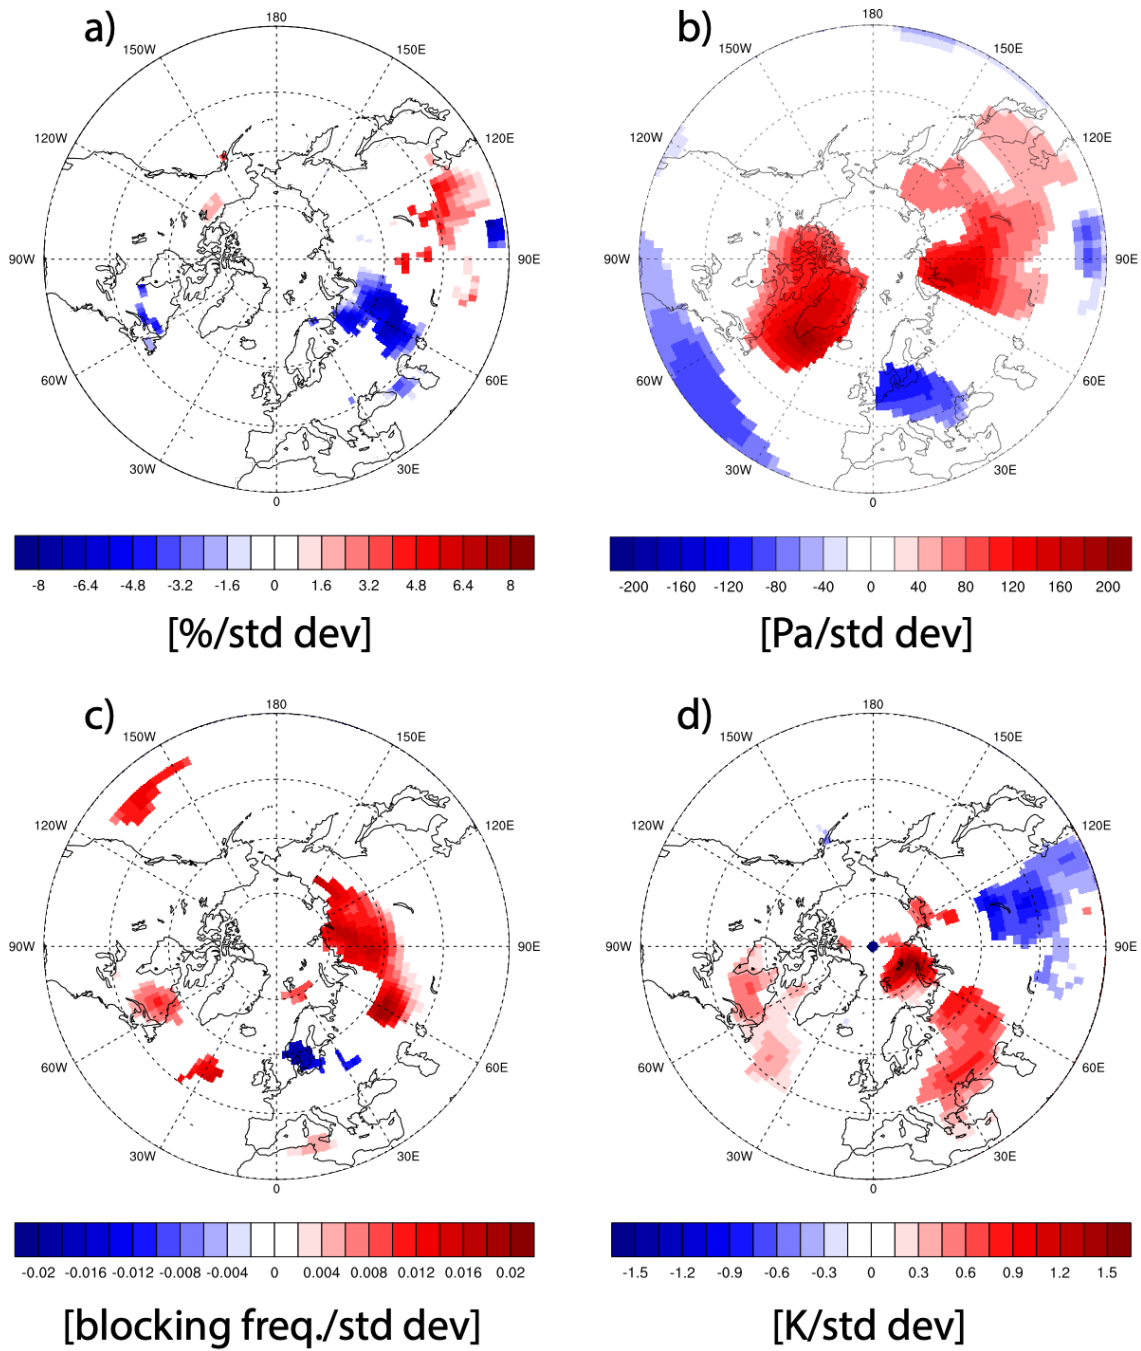 a)
180
150W
150E
120W
120E
90W
90E
60W
60E
30W
30E
0
-8 -6.4 -4.8 -3.2 -1.6 0 1.6 3.2 4.8 6.4 8
[%/std dev]
b)
180
150W
150E
120W
120E
90W
90E
60W
60E
30W
30E
0
-200 -160 -120 -80 -40 0 40 80 120 160 200
[Pa/std dev]
c)
180
150W
150E
120W
120E
90W
90E
60W
60E
30W
30E
0
-0.02 -0.016 -0.012 -0.008 -0.004 0 0.004 0.008 0.012 0.016 0.02
[blocking freq./std dev]
d)
180
150W
150E
120W
120E
90W
90E
60W
60E
30W
30E
0
-1.5 -1.2 -0.9 -0.6 -0.3 0 0.3 0.6 0.9 1.2 1.5
[K/std dev]